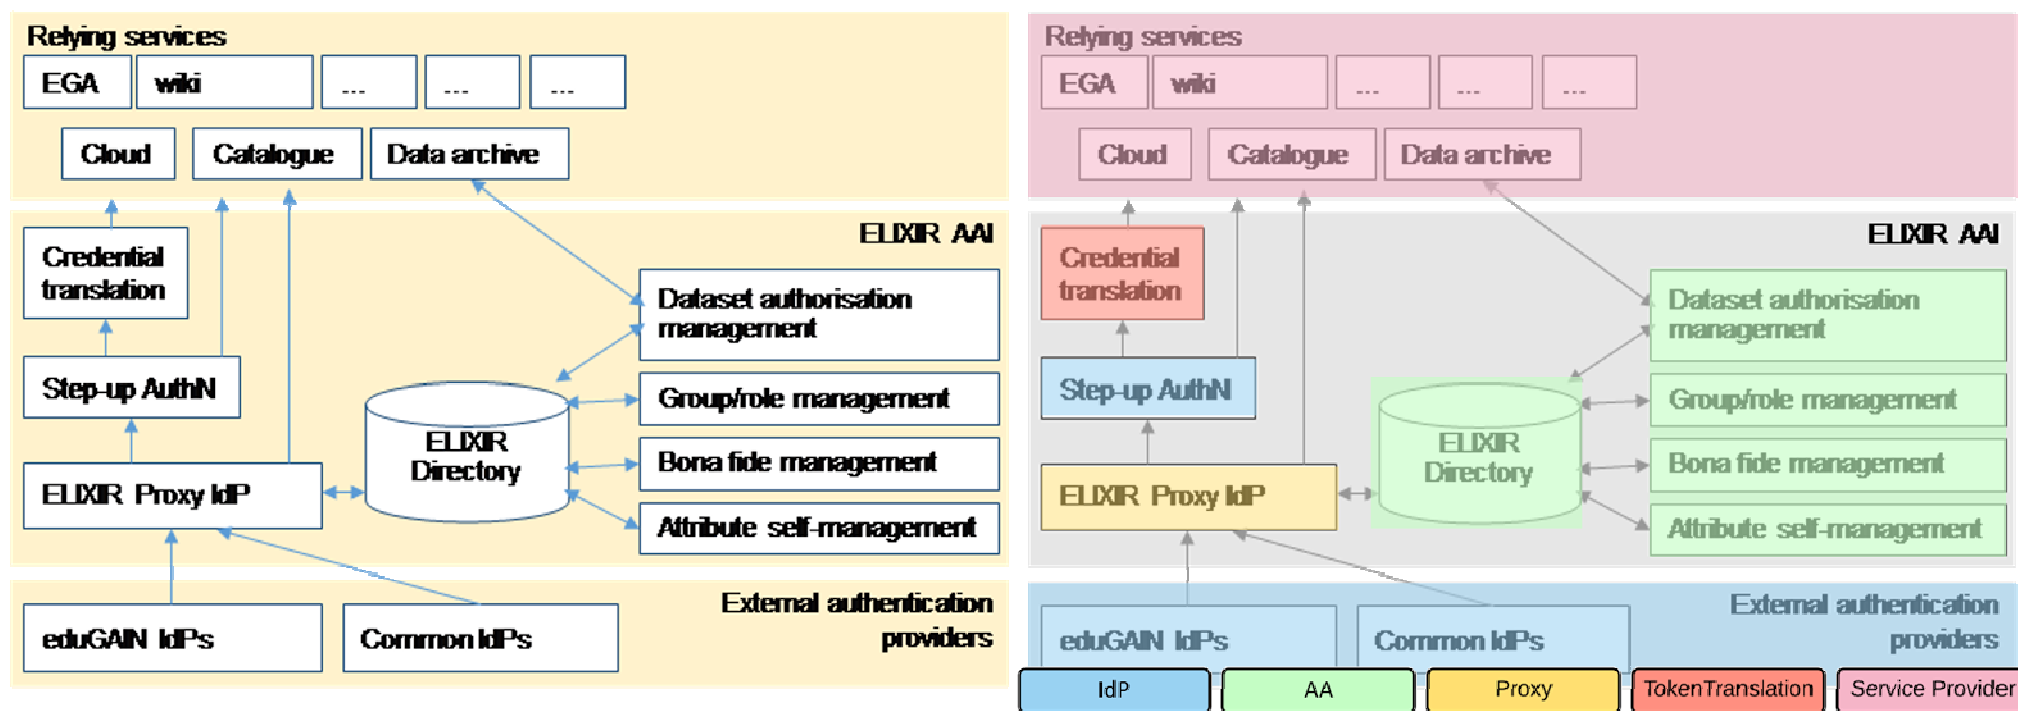 Relying services
EGA
wiki
...
...
...
Cloud
Catalogue
Data archive
ELIXIR AAI
Credential
translation
Dataset authorisation
management
Step-up AuthN
Group/role management
ELIXIR
Directory
Bona fide management
ELIXIR Proxy IdP
Attribute self-management
External authentication
providers
eduGAIN IdPs
Common IdPs
Relying services
EGA
wiki
...
...
...
Cloud
Catalogue
Data archive
ELIXIR AAI
Credential
translation
Dataset authorisation
management
Step-up AuthN
Group/role management
ELIXIR
Directory
Bona fide management
ELIXIR Proxy IdP
Attribute self-management
External authentication
providers
eduGAIN IdPs
Common IdPs
IdP
AA
Proxy
TokenTranslation
Service Provider